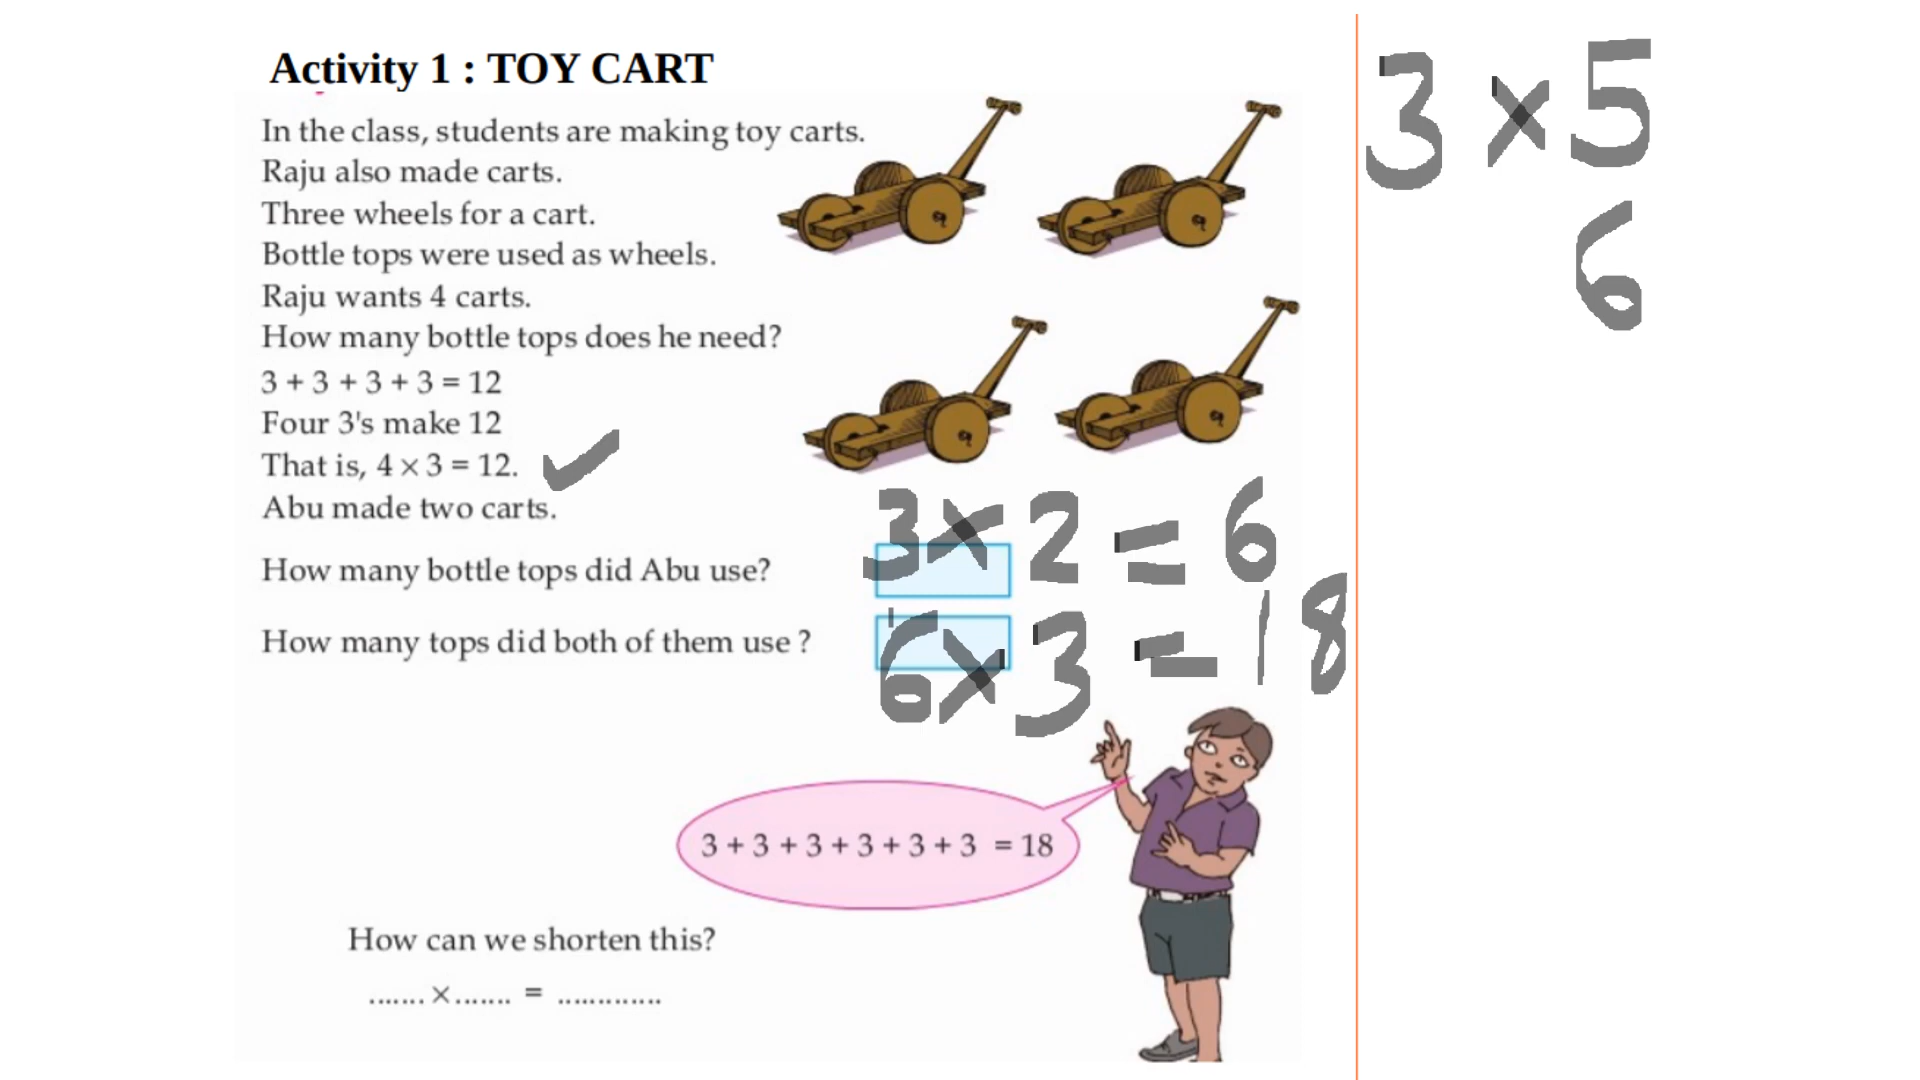 Activity 1 : TOY CART
In the class, students are making toy carts.
Raju also made carts.
Three wheels for a cart.
Bottle tops were used as wheels.
Raju wants 4 carts.
How many bottle tops does he need?
3 + 3 + 3 + 3 = 12
Four 3's make 12
That is, 4 × 3 = 12.
Abu made two carts.
How many bottle tops did Abu use?
3 × 2 = 6
How many tops did both of them use ?
6 × 3 = 18
3 + 3 + 3 + 3 + 3 + 3 = 18
How can we shorten this?
....... × ....... = .............
3 × 5
6